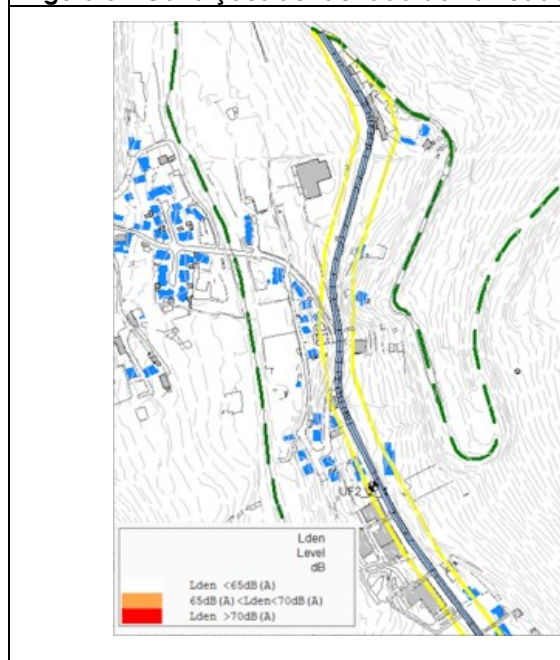 UF2
Lden
Level
dB
Lden <65dB(A)
65dB(A)<Lden<70dB(A)
Lden >70dB(A)